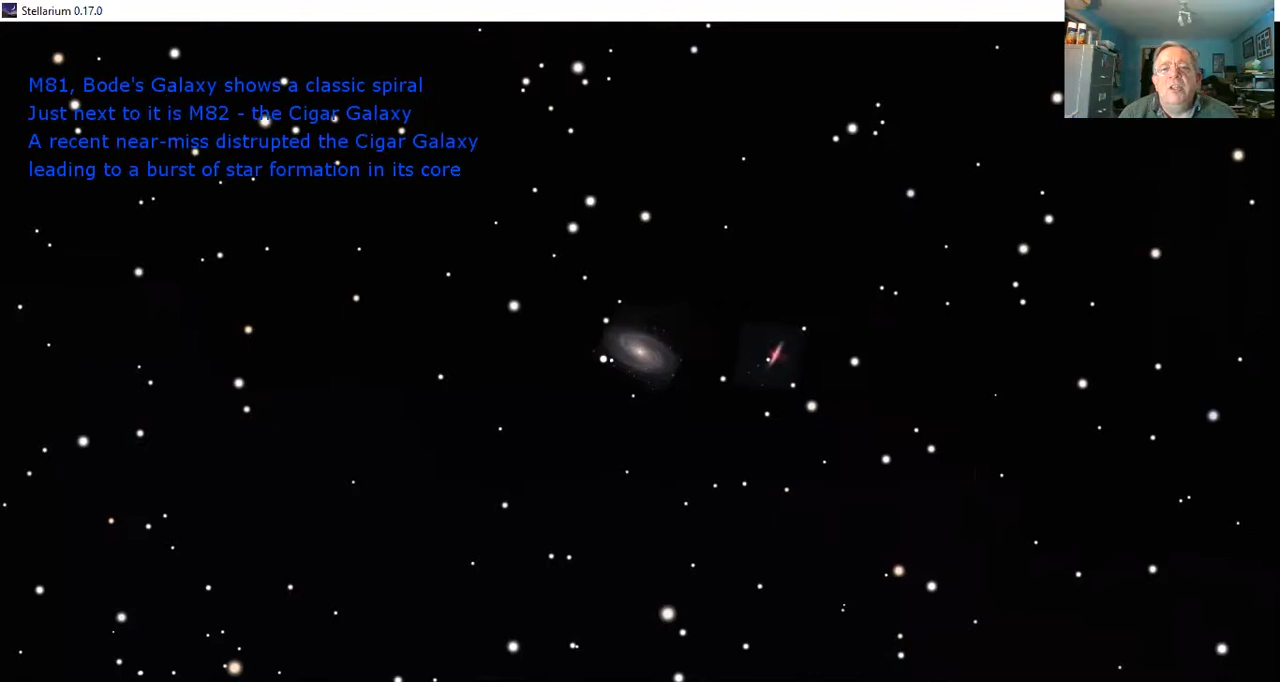 Stellarium 0.17.0
M81, Bode's Galaxy shows a classic spiral
Just next to it is M82 - the Cigar Galaxy
A recent near-miss distrupted the Cigar Galaxy
leading to a burst of star formation in its core